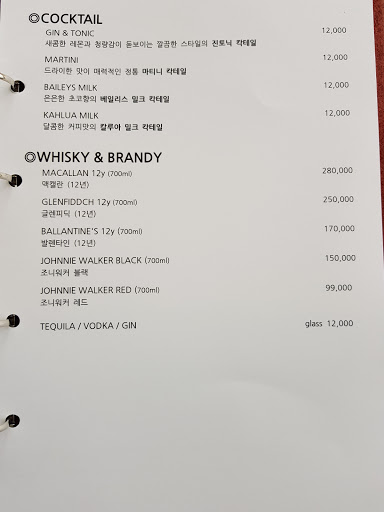 ◎COCKTAIL
GIN & TONIC 12,000
새콤한 레몬과 청량감이 돋보이는 깔끔한 스타일의 진토닉 칵테일
MARTINI 12,000
드라이한 맛이 매력적인 정통 마티니 칵테일
BAILEYS MILK 12,000
은은한 초코향의 베일리스 밀크 칵테일
KAHLUA MILK 12,000
달콤한 커피맛의 칼루아 밀크 칵테일
◎WHISKY & BRANDY
MACALLAN 12y (700ml) 280,000
맥캘란 (12년)
GLENFIDDCH 12y (700ml) 250,000
글렌피딕 (12년)
BALLANTINE'S 12y (700ml) 170,000
발렌타인 (12년)
JOHNNIE WALKER BLACK (700ml) 150,000
조니워커 블랙
JOHNNIE WALKER RED (700ml) 99,000
조니워커 레드
TEQUILA / VODKA / GIN glass 12,000